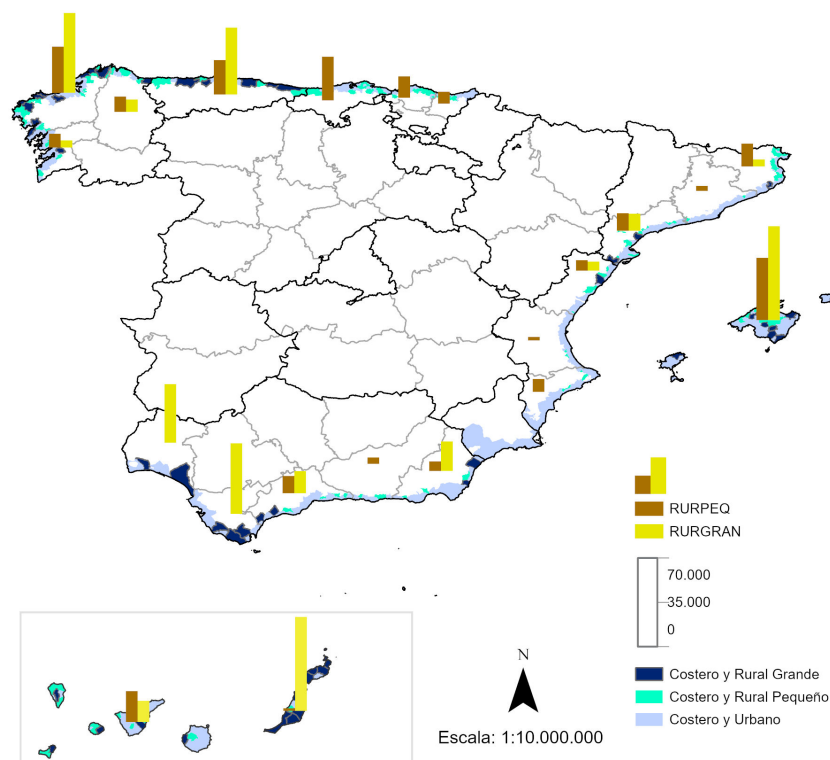 RURPEQ
RURGRAN
70.000
35.000
0
N
Costero y Rural Grande
Costero y Rural Pequeño
Costero y Urbano
Escala: 1:10.000.000